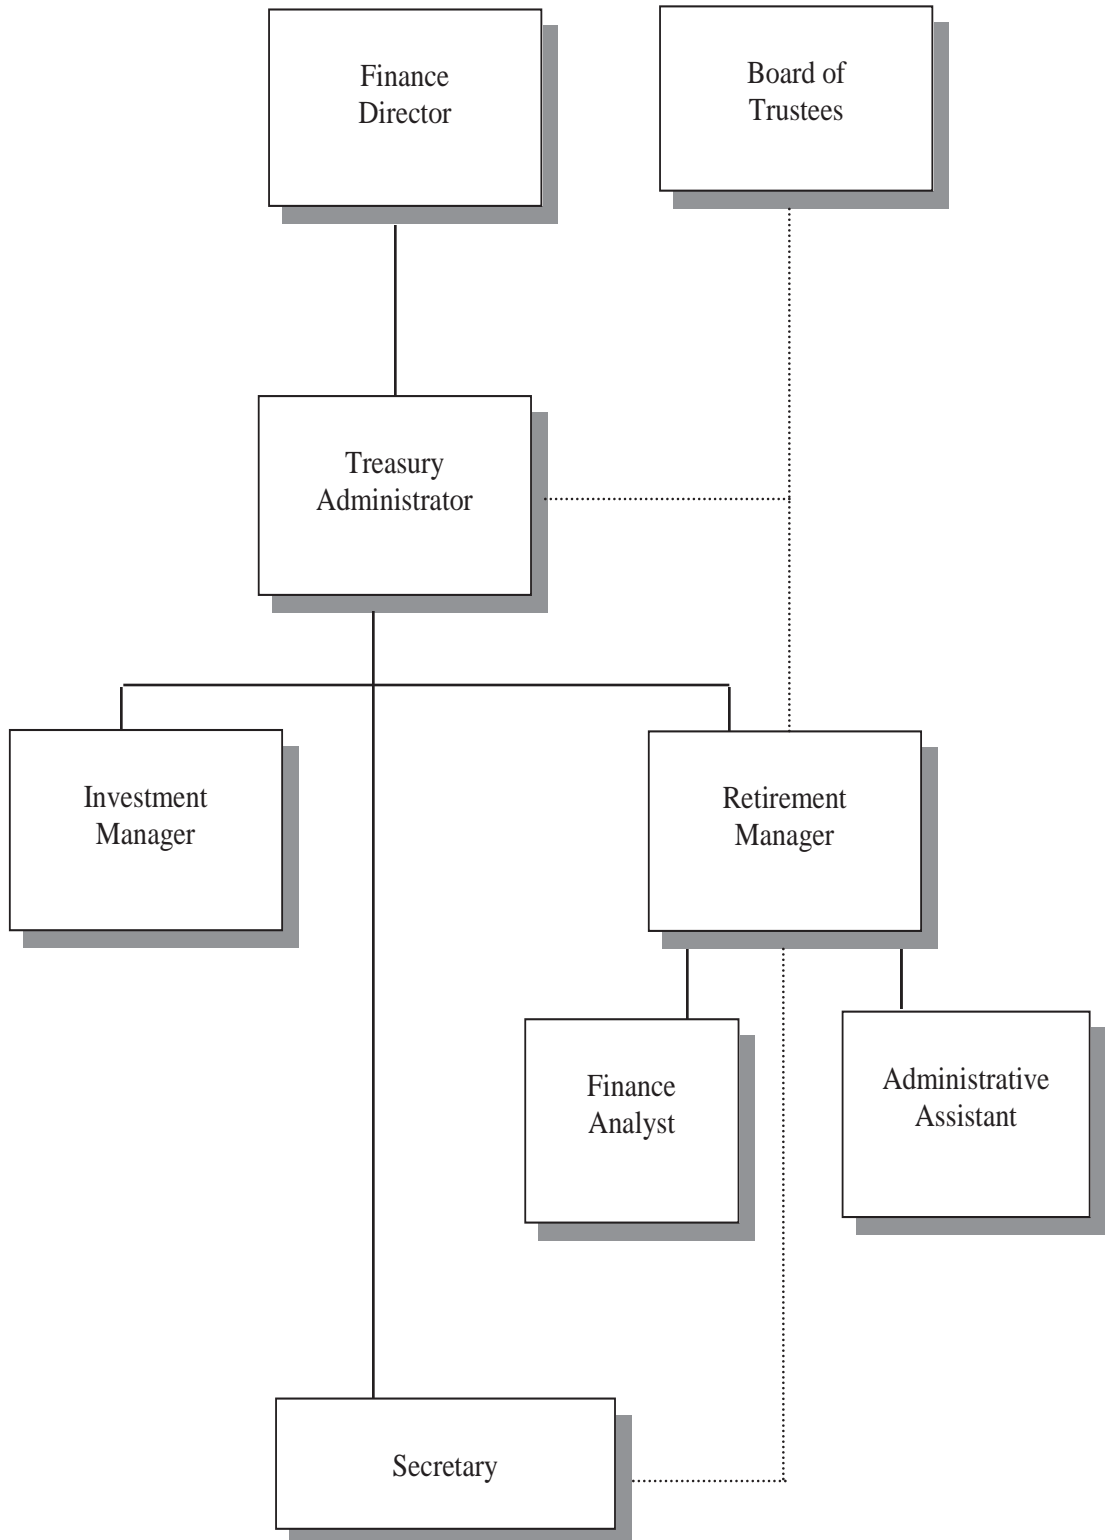 Finance
Director
Board of
Trustees
Treasury
Administrator
Investment
Manager
Retirement
Manager
Finance
Analyst
Administrative
Assistant
Secretary